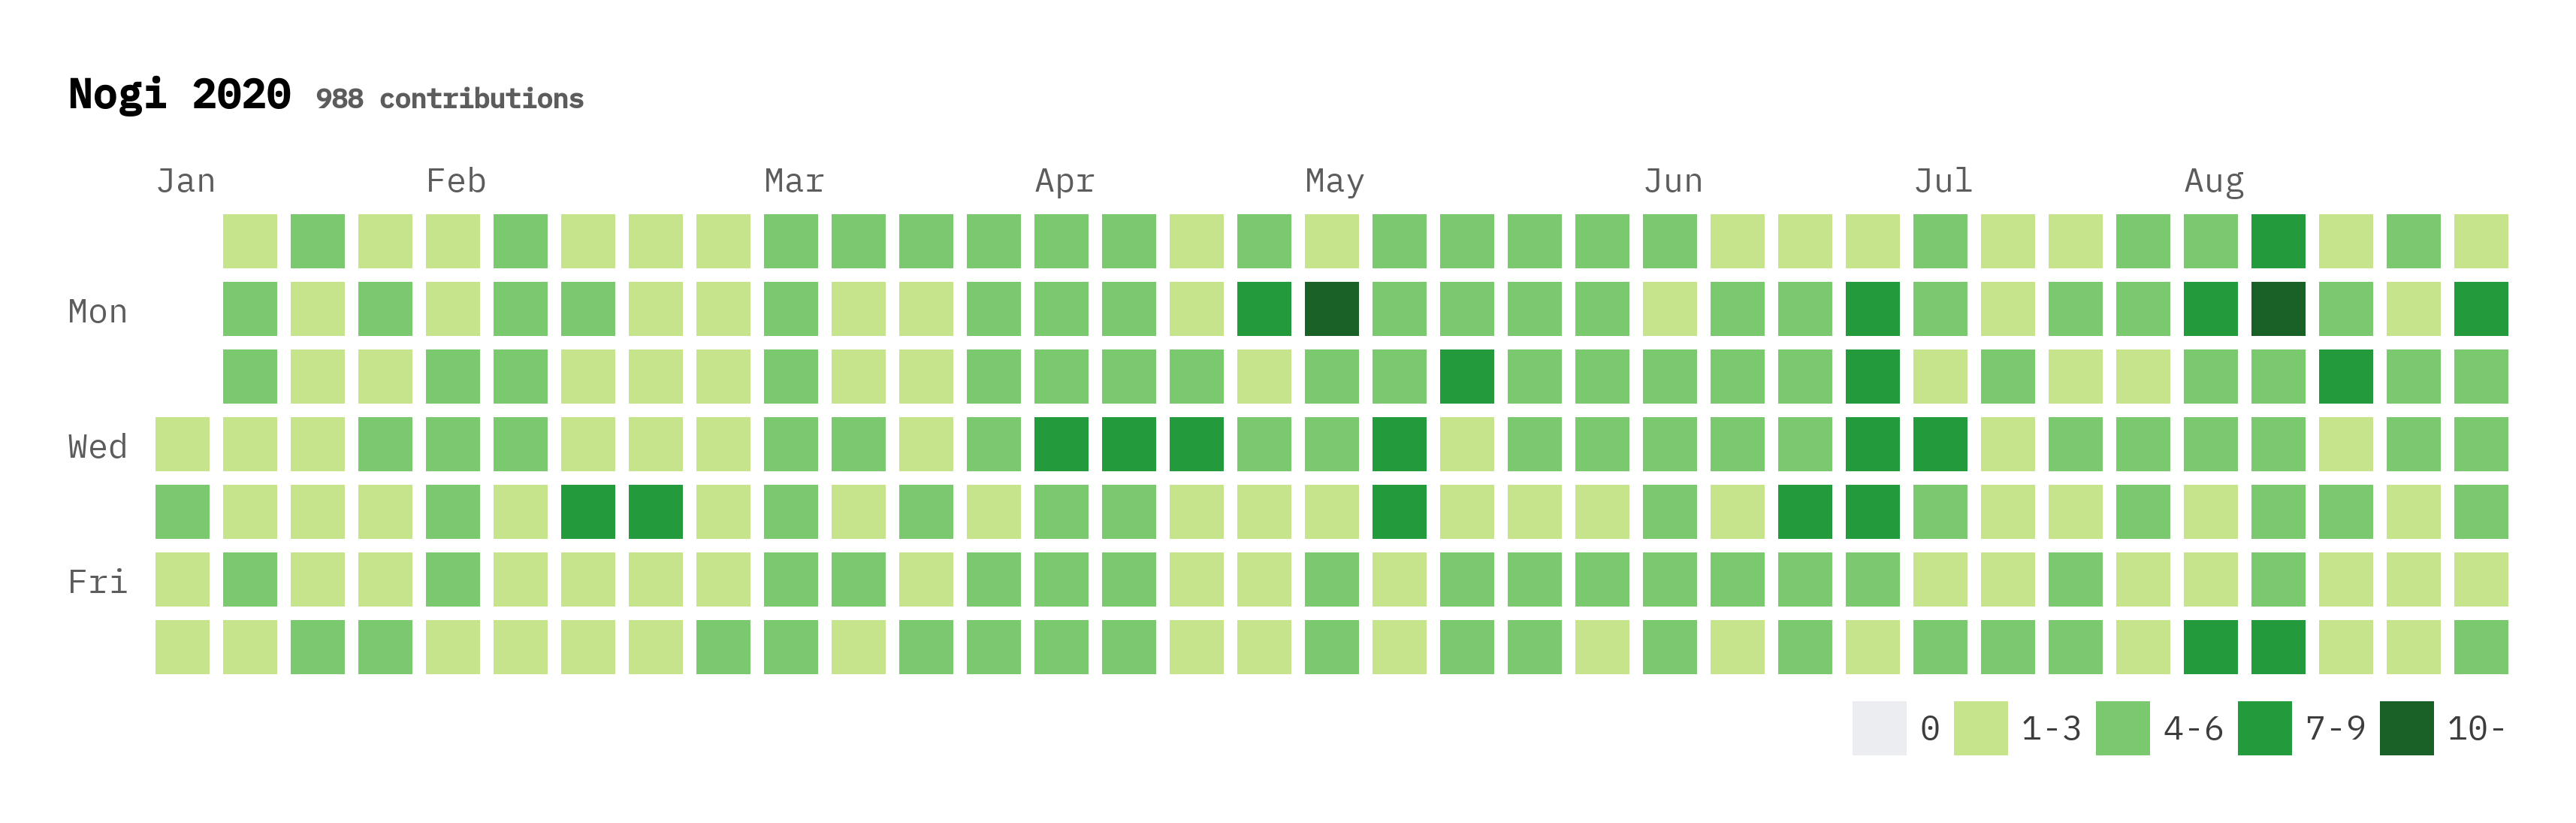 Nogi 2020 988 contributions
Jan Feb Mar Apr May Jun Jul Aug
Mon
Wed
Fri
0 1-3 4-6 7-9 10-